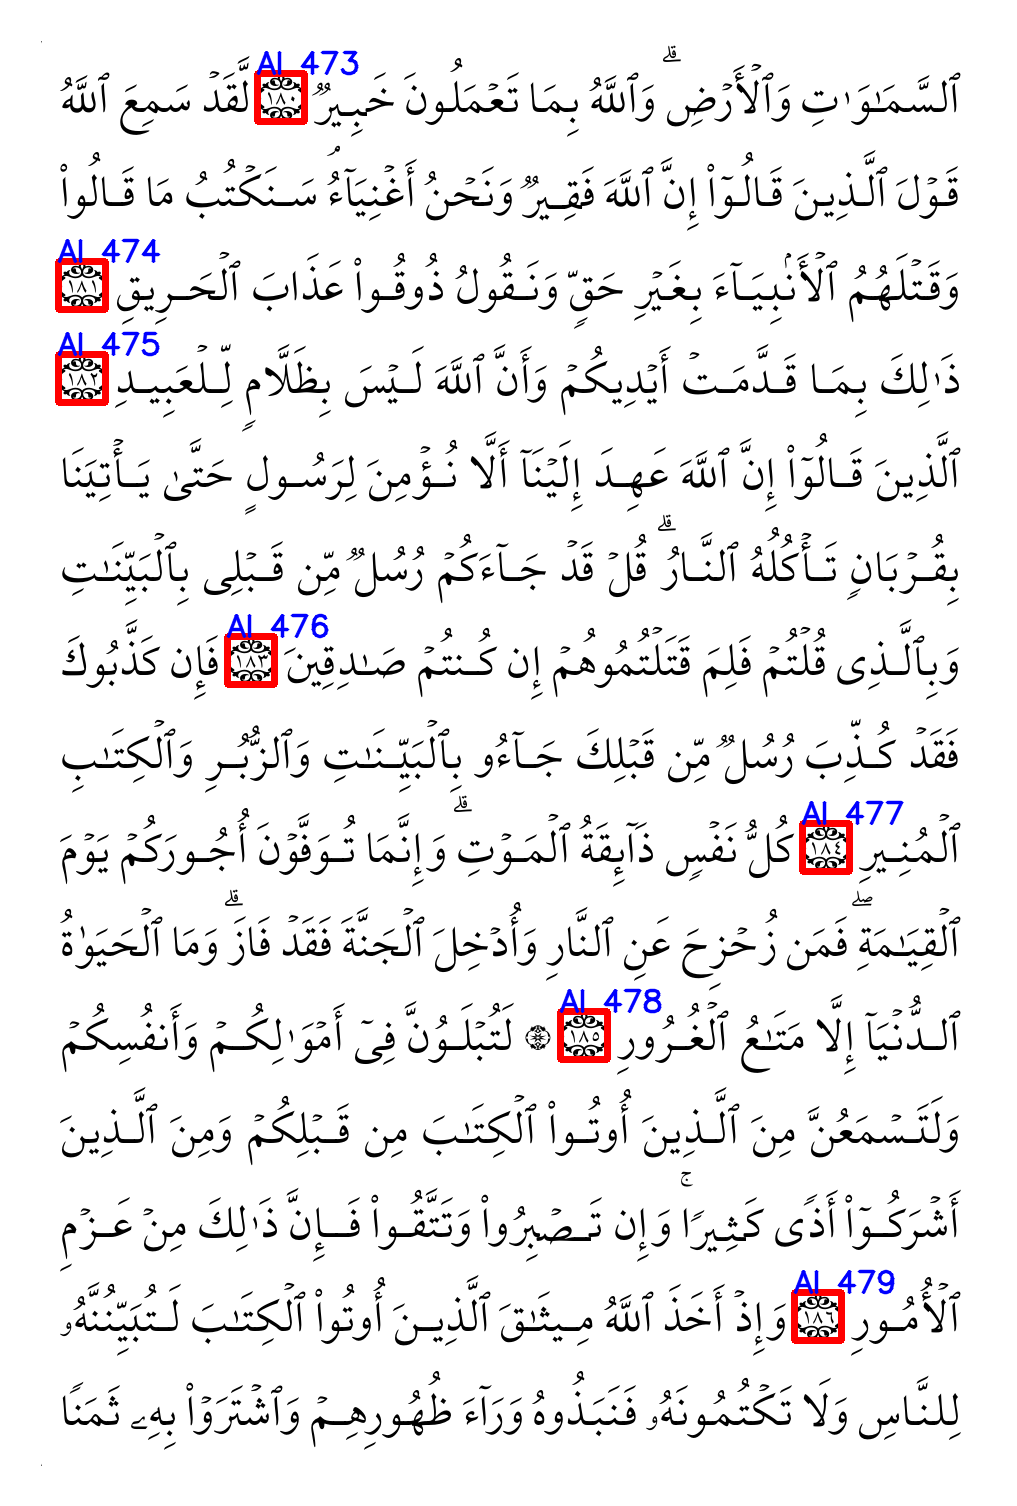 AI_473
ٱلسَّمَـٰوَٰتِ وَٱلْأَرْضِ ۗ وَٱللَّهُ بِمَا تَعْمَلُونَ خَبِيرٌ ١٨٠ لَّقَدْ سَمِعَ ٱللَّهُ
قَوْلَ ٱلَّذِينَ قَالُوٓا۟ إِنَّ ٱللَّهَ فَقِيرٌ وَنَحْنُ أَغْنِيَآءُ ۘ سَنَكْتُبُ مَا قَالُوا۟
AI_474
وَقَتْلَهُمُ ٱلْأَنۢبِيَآءَ بِغَيْرِ حَقٍّ وَنَقُولُ ذُوقُوا۟ عَذَابَ ٱلْحَرِيقِ ١٨١
AI_475
ذَٰلِكَ بِمَا قَدَّمَتْ أَيْدِيكُمْ وَأَنَّ ٱللَّهَ لَيْسَ بِظَلَّامٍ لِّلْعَبِيدِ ١٨٢
ٱلَّذِينَ قَالُوٓا۟ إِنَّ ٱللَّهَ عَهِدَ إِلَيْنَآ أَلَّا نُؤْمِنَ لِرَسُولٍ حَتَّىٰ يَأْتِيَنَا
بِقُرْبَانٍ تَأْكُلُهُ ٱلنَّارُ ۗ قُلْ قَدْ جَآءَكُمْ رُسُلٌ مِّن قَبْلِى بِٱلْبَيِّنَـٰتِ
AI_476
وَبِٱلَّذِى قُلْتُمْ فَلِمَ قَتَلْتُمُوهُمْ إِن كُنتُمْ صَـٰدِقِينَ ١٨٣ فَإِن كَذَّبُوكَ
فَقَدْ كُذِّبَ رُسُلٌ مِّن قَبْلِكَ جَآءُو بِٱلْبَيِّنَـٰتِ وَٱلزُّبُرِ وَٱلْكِتَـٰبِ
AI_477
ٱلْمُنِيرِ ١٨٤ كُلُّ نَفْسٍ ذَآئِقَةُ ٱلْمَوْتِ ۗ وَإِنَّمَا تُوَفَّوْنَ أُجُورَكُمْ يَوْمَ
ٱلْقِيَـٰمَةِ ۖ فَمَن زُحْزِحَ عَنِ ٱلنَّارِ وَأُدْخِلَ ٱلْجَنَّةَ فَقَدْ فَازَ ۗ وَمَا ٱلْحَيَوٰةُ
AI_478
ٱلدُّنْيَآ إِلَّا مَتَـٰعُ ٱلْغُرُورِ ١٨٥ ۞ لَتُبْلَوُنَّ فِىٓ أَمْوَٰلِكُمْ وَأَنفُسِكُمْ
وَلَتَسْمَعُنَّ مِنَ ٱلَّذِينَ أُوتُوا۟ ٱلْكِتَـٰبَ مِن قَبْلِكُمْ وَمِنَ ٱلَّذِينَ
أَشْرَكُوٓا۟ أَذًى كَثِيرًا ۚ وَإِن تَصْبِرُوا۟ وَتَتَّقُوا۟ فَإِنَّ ذَٰلِكَ مِنْ عَزْمِ
AI_479
ٱلْأُمُورِ ١٨٦ وَإِذْ أَخَذَ ٱللَّهُ مِيثَـٰقَ ٱلَّذِينَ أُوتُوا۟ ٱلْكِتَـٰبَ لَتُبَيِّنُنَّهُۥ
لِلنَّاسِ وَلَا تَكْتُمُونَهُۥ فَنَبَذُوهُ وَرَآءَ ظُهُورِهِمْ وَٱشْتَرَوْا۟ بِهِۦ ثَمَنًا